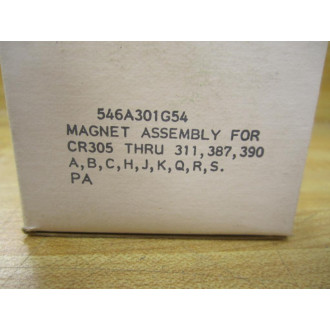 546A301G54
MAGNET ASSEMBLY FOR
CR305 THRU 311,387,390
A,B,C,H,J,K,Q,R,S.
PA